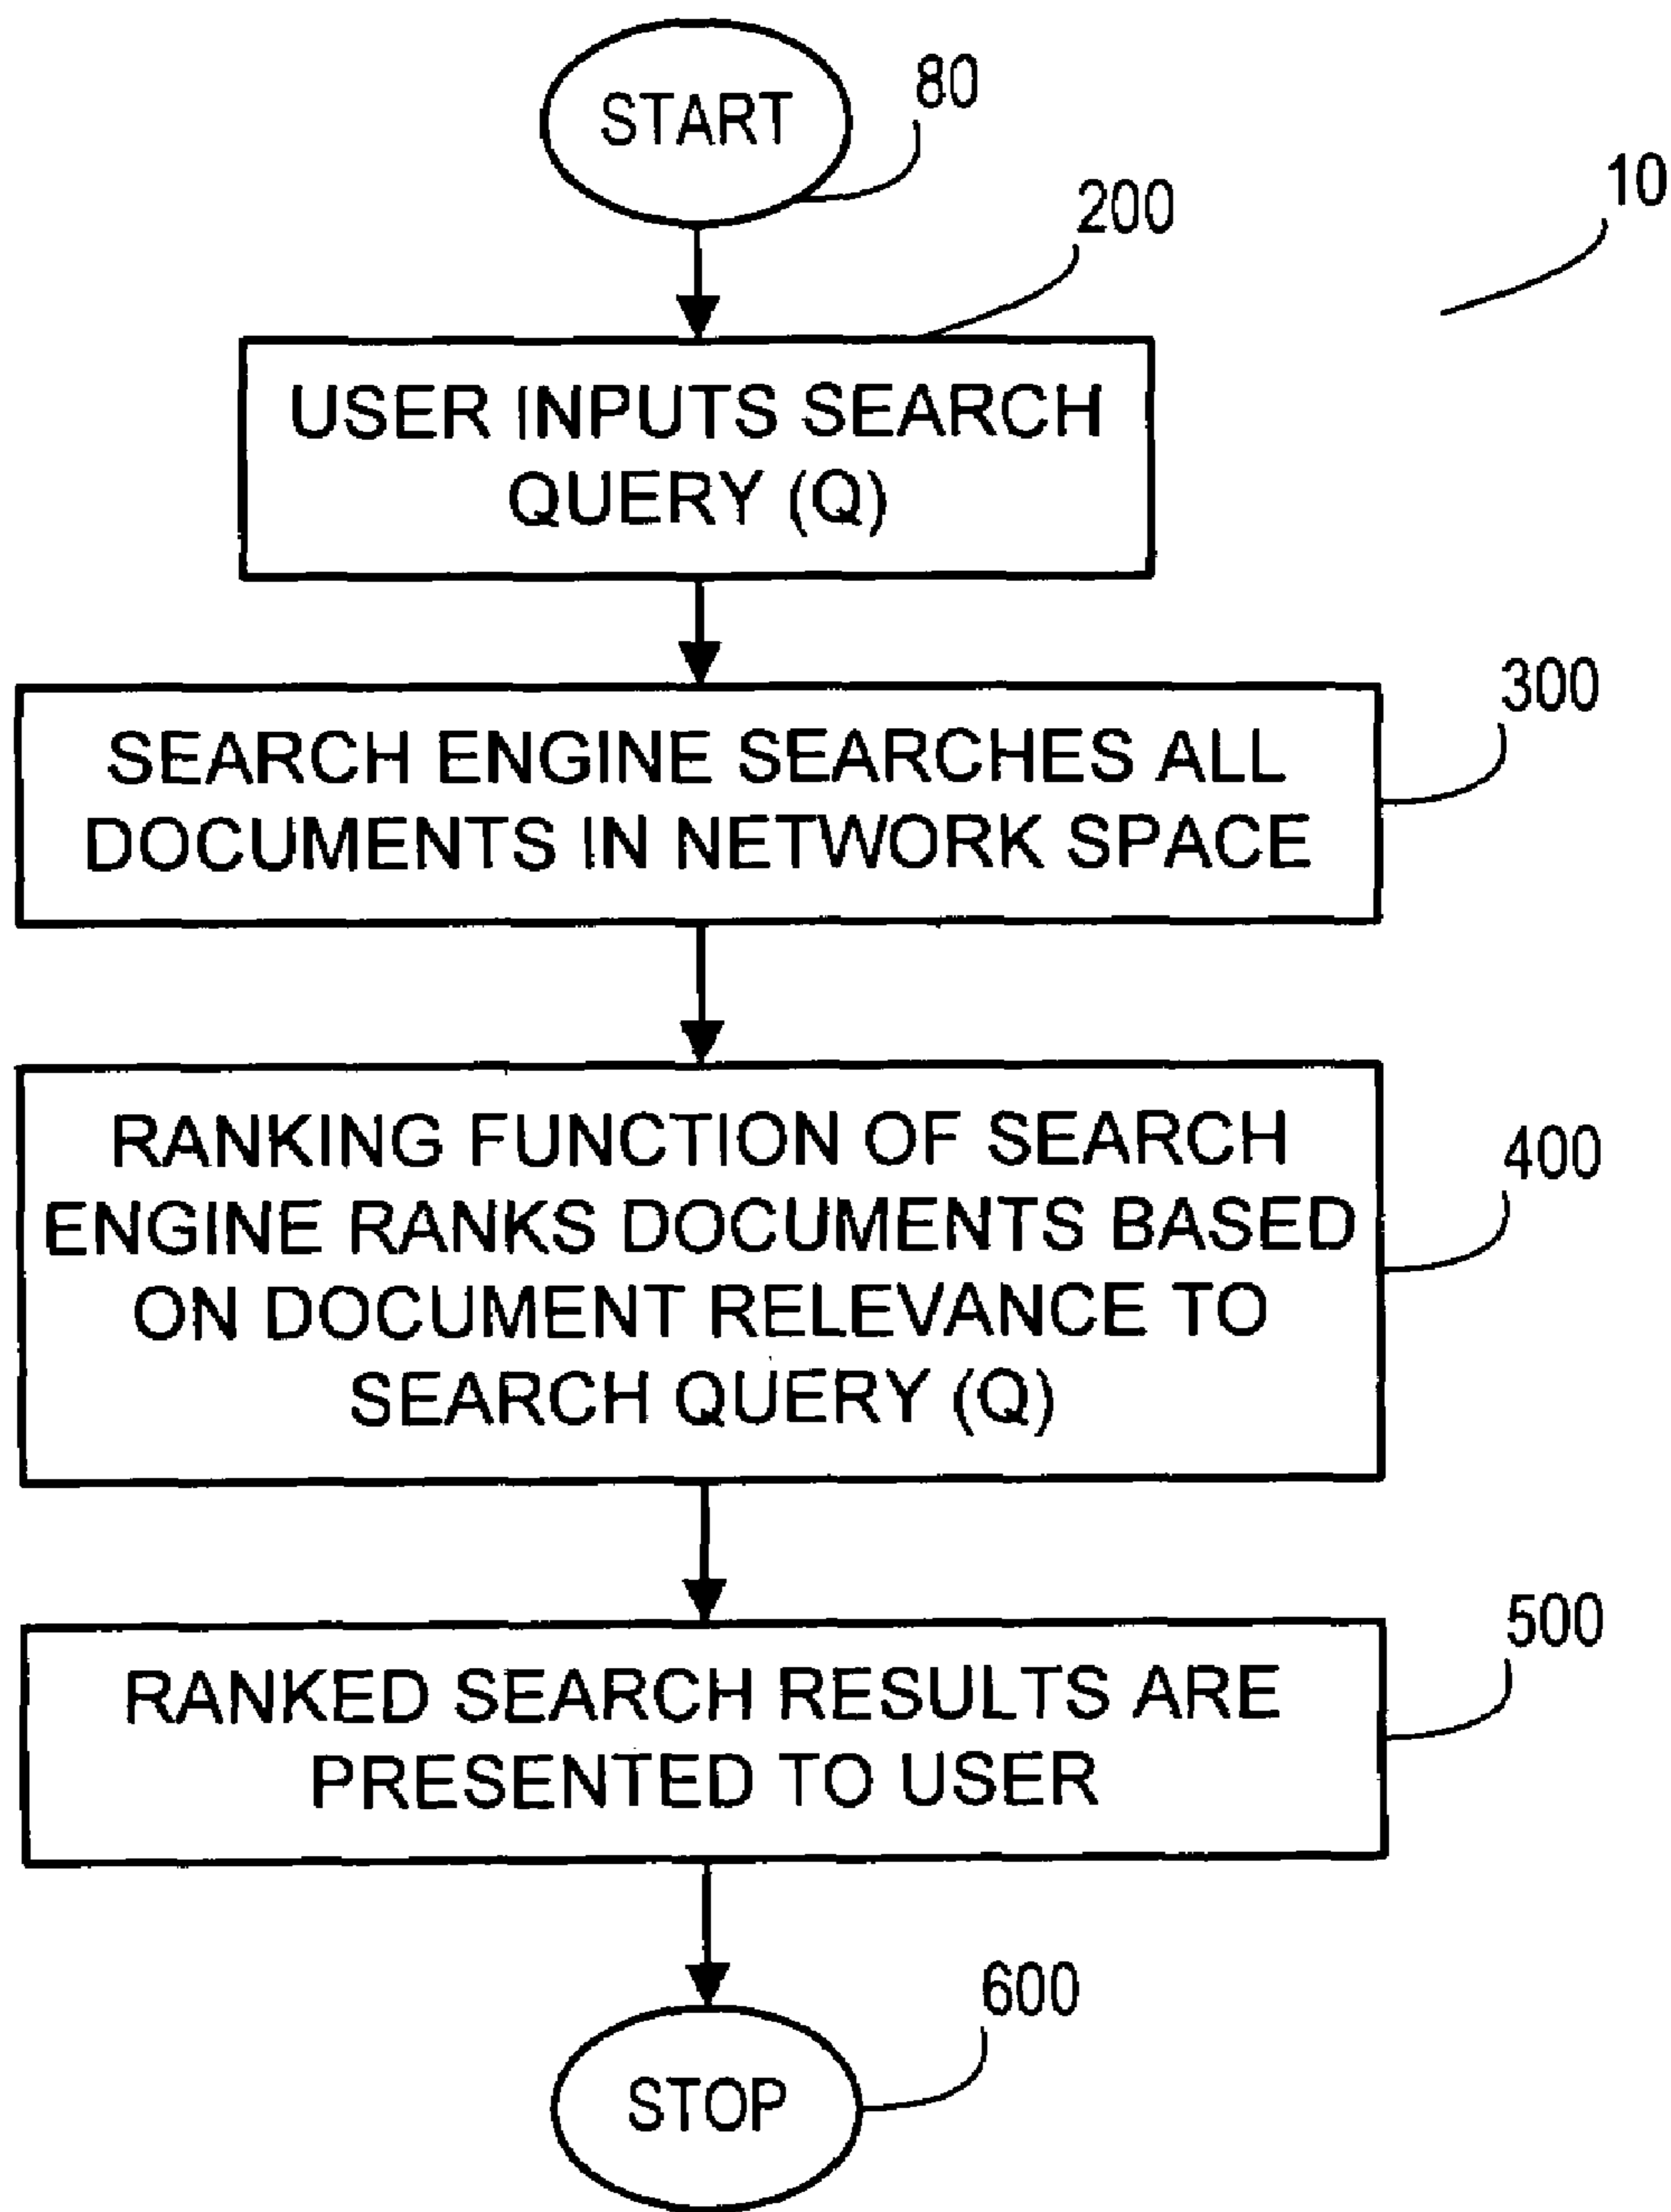 START
80
200
10
USER INPUTS SEARCH
QUERY (Q)
300
SEARCH ENGINE SEARCHES ALL
DOCUMENTS IN NETWORK SPACE
RANKING FUNCTION OF SEARCH
ENGINE RANKS DOCUMENTS BASED
ON DOCUMENT RELEVANCE TO
SEARCH QUERY (Q)
400
500
RANKED SEARCH RESULTS ARE
PRESENTED TO USER
600
STOP